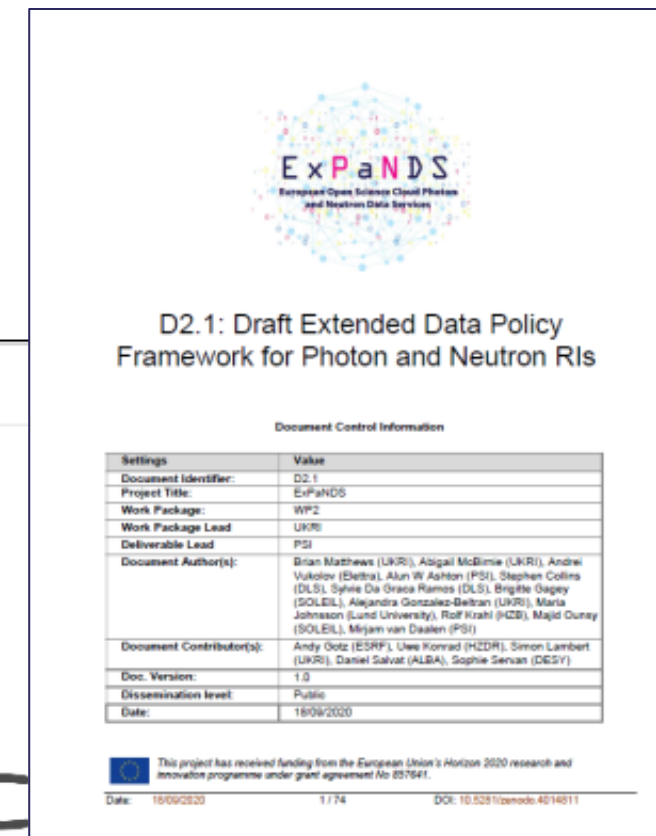 ExPaNDS
European Open Science Cloud Photon
and Neutron Data Services
D2.1: Draft Extended Data Policy
Framework for Photon and Neutron RIs
Document Control Information
Settings Value
Document Identifier: D2.1
Project Title: ExPaNDS
Work Package: WP2
Work Package Lead UKRI
Deliverable Lead PSI
Document Author(s): Brian Matthews (UKRI), Abigail McBirnie (UKRI), Andrei
Vukolov (Elettra), Alun W Ashton (PSI), Stephen Collins
(DLS), Sylvie Da Graca Ramos (DLS), Brigitte Gagey
(SOLEIL), Alejandra Gonzalez-Beltran (UKRI), Maria
Johnsson (Lund University), Rolf Krahl (HZB), Majid Ounsy
(SOLEIL), Mirjam van Daalen (PSI)
Document Contributor(s): Andy Gotz (ESRF), Uwe Konrad (HZDR), Simon Lambert
(UKRI), Daniel Salvat (ALBA), Sophie Servan (DESY)
Doc. Version: 1.0
Dissemination level: Public
Date: 18/09/2020
This project has received funding from the European Union's Horizon 2020 research and
innovation programme under grant agreement No 857641.
Date: 18/09/2020 1 / 74 DOI: 10.5281/zenodo.4014811